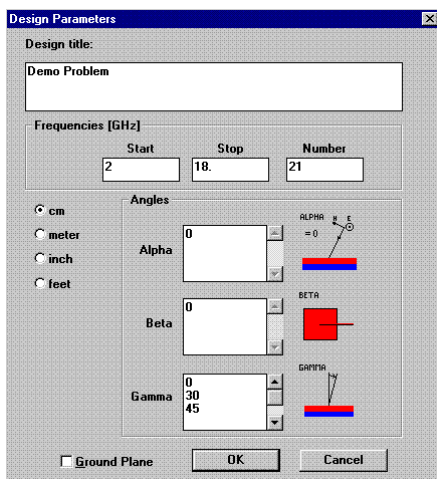 Design Parameters
Design title:
Demo Problem
Frequencies [GHz]
Start Stop Number
2 18. 21
cm
meter
inch
feet
Angles
Alpha
0
ALPHA H E
= 0
Beta
0
BETA
Gamma
0
30
45
GAMMA
Ground Plane
OK
Cancel